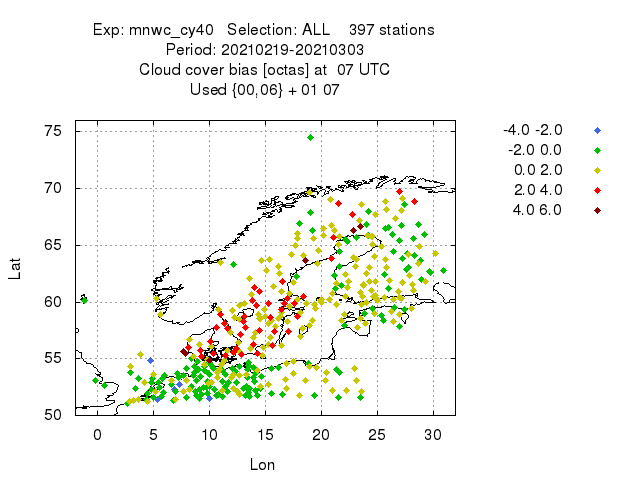 Exp: mnwc_cy40 Selection: ALL 397 stations
Period: 20210219-20210303
Cloud cover bias [octas] at 07 UTC
Used {00,06} + 01 07
-4.0 -2.0
-2.0 0.0
0.0 2.0
2.0 4.0
4.0 6.0
75
70
65
60
55
50
Lat
0 5 10 15 20 25 30
Lon